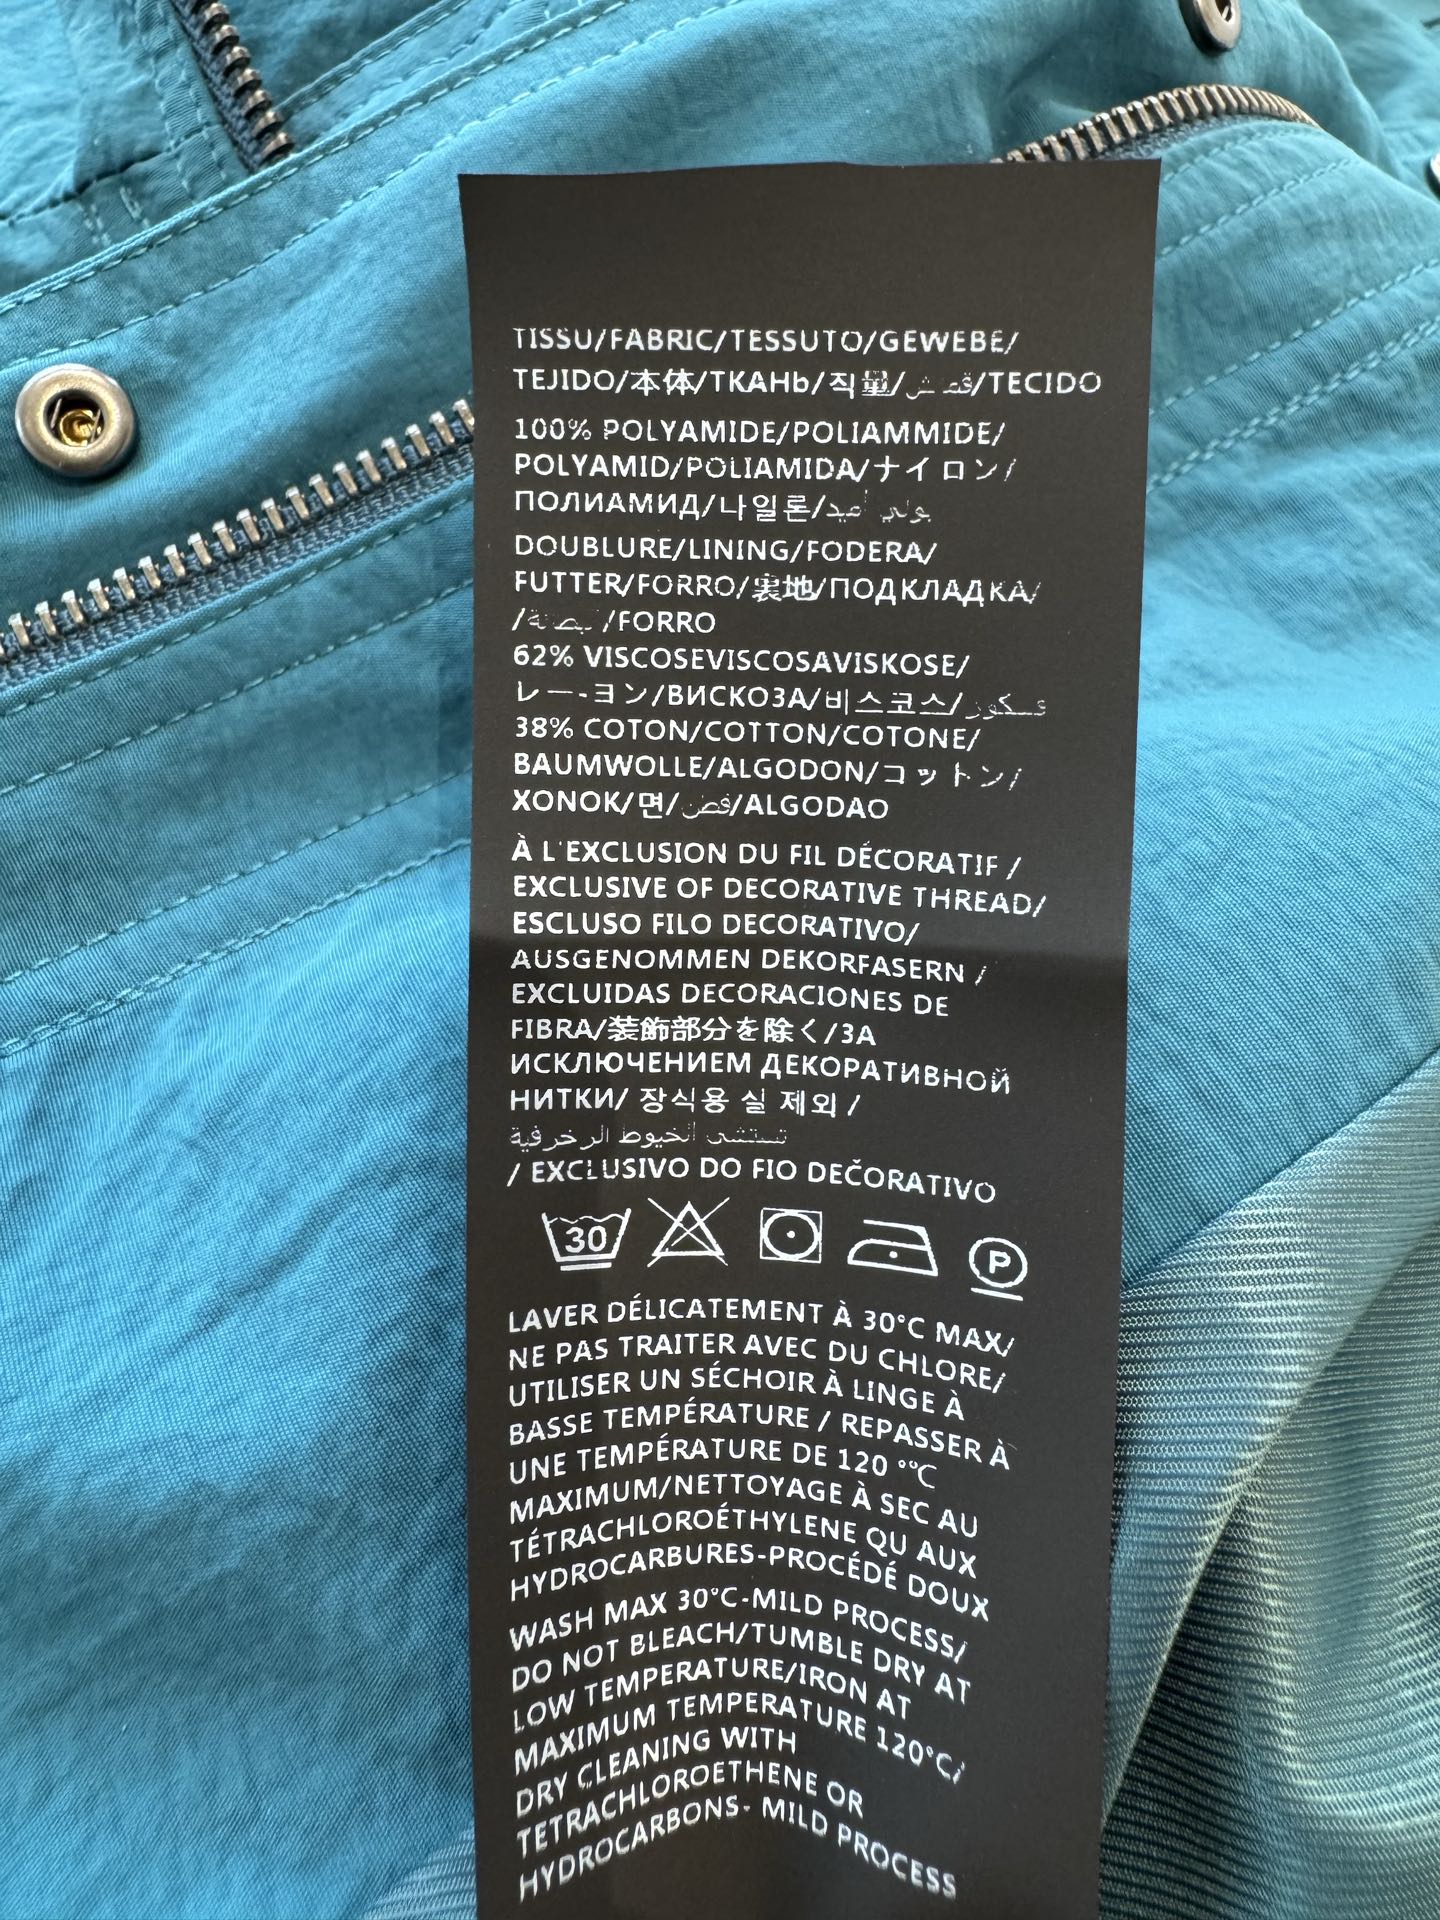 TISSU/FABRIC/TESSUTO/GEWEBE/
TEJIDO/本体/TKAHb/직물/قماش/TECIDO
100% POLYAMIDE/POLIAMMIDE/
POLYAMID/POLIAMIDA/ナイロン/
ПОЛИАМИД/나일론/بولي أميد
DOUBLURE/LINING/FODERA/
FUTTER/FORRO/裏地/ПОДКЛАДКА/
/FORRO
62% VISCOSEVISCOSAVISKOSE/
レー-ヨン/ВИСКОЗА/비스코스/
38% COTON/COTTON/COTONE/
BAUMWOLLE/ALGODON/コットン/
XONOK/면/قطن/ALGODAO
À L'EXCLUSION DU FIL DÉCORATIF /
EXCLUSIVE OF DECORATIVE THREAD/
ESCLUSO FILO DECORATIVO/
AUSGENOMMEN DEKORFASERN /
EXCLUIDAS DECORACIONES DE
FIBRA/装飾部分を除く/3A
ИСКЛЮЧЕНИЕМ ДЕКОРАТИВНОЙ
НИТКИ/ 장식용 실 제외 /
تستثنى الخيوط الزخرفية
/ EXCLUSIVO DO FIO DEČORATIVO
30 P
LAVER DÉLICATEMENT À 30°C MAX/
NE PAS TRAITER AVEC DU CHLORE/
UTILISER UN SÉCHOIR À LINGE À
BASSE TEMPÉRATURE / REPASSER À
UNE TEMPÉRATURE DE 120 °℃
MAXIMUM/NETTOYAGE À SEC AU
TÉTRACHLOROÉTHYLENE QU AUX
HYDROCARBURES-PROCÉDÉ DOUX
WASH MAX 30°C-MILD PROCESS/
DO NOT BLEACH/TUMBLE DRY AT
LOW TEMPERATURE/IRON AT
MAXIMUM TEMPERATURE 120°C/
DRY CLEANING WITH
TETRACHLOROETHENE OR
HYDROCARBONS- MILD PROCESS